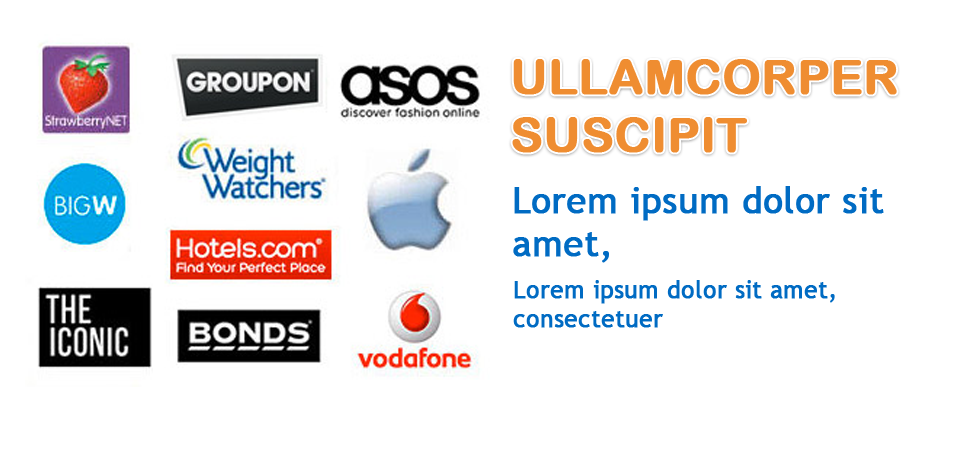 StrawberryNET
GROUPON
asos
discover fashion online
BIGW
Weight
Watchers®
Hotels.com®
Find Your Perfect Place
THE
ICONIC
BONDS
vodafone
ULLAMCORPER
SUSCIPIT
Lorem ipsum dolor sit
amet,
Lorem ipsum dolor sit amet,
consectetuer